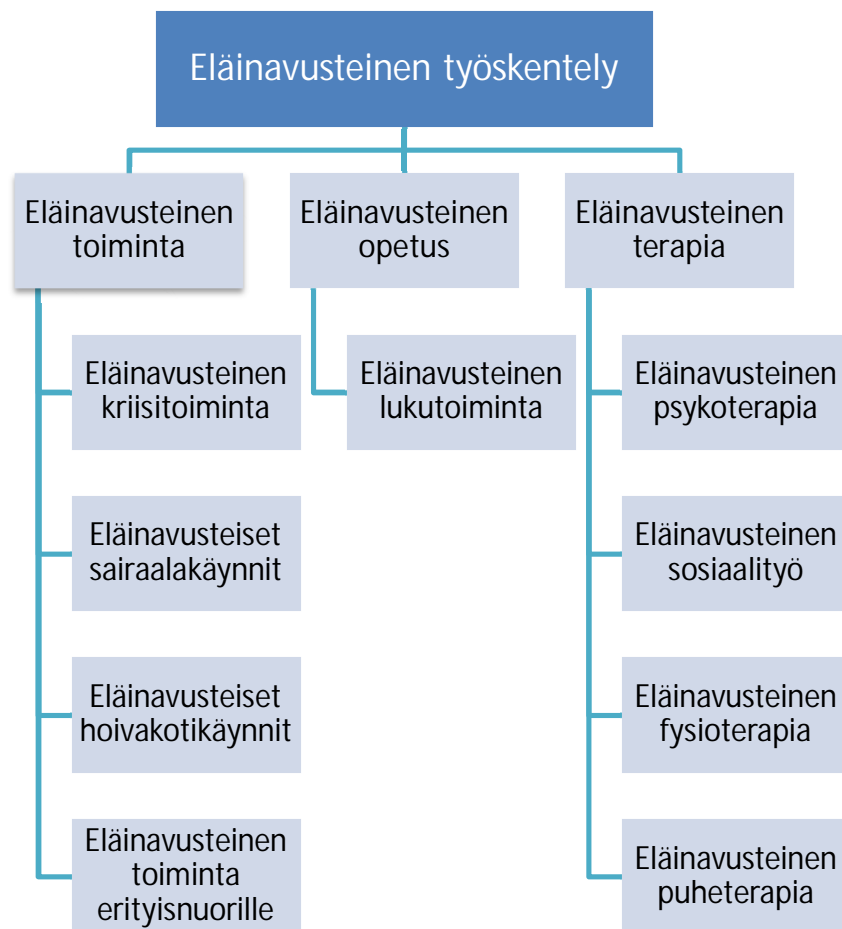 Eläinavusteinen työskentely
Eläinavusteinen
toiminta
Eläinavusteinen
opetus
Eläinavusteinen
terapia
Eläinavusteinen
kriisitoiminta
Eläinavusteiset
sairaalakäynnit
Eläinavusteiset
hoivakotikäynnit
Eläinavusteinen
toiminta
erityisnuorille
Eläinavusteinen
lukutoiminta
Eläinavusteinen
psykoterapia
Eläinavusteinen
sosiaalityö
Eläinavusteinen
fysioterapia
Eläinavusteinen
puheterapia